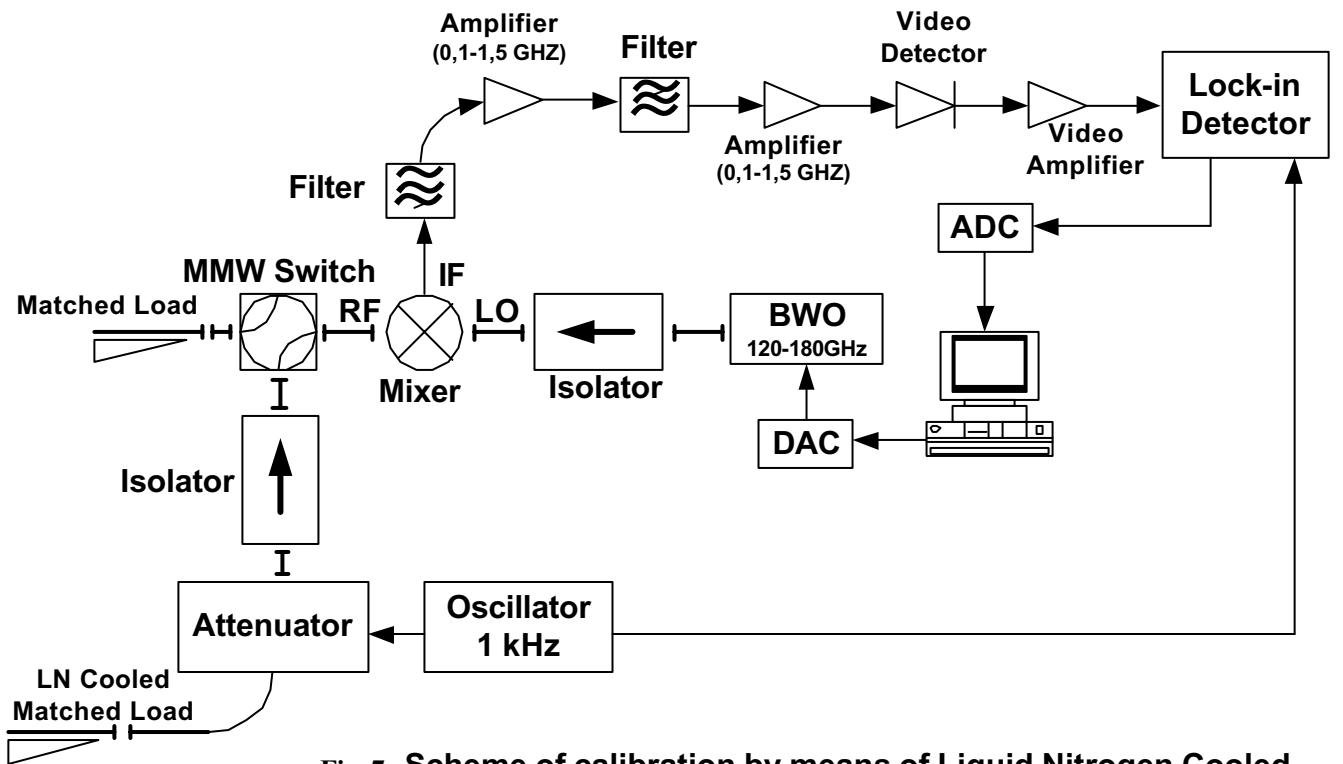 Amplifier
(0,1-1,5 GHZ)
Filter
Video
Detector
Lock-in
Detector
Amplifier
(0,1-1,5 GHZ)
Video
Amplifier
Filter
ADC
MMW Switch
IF
Matched Load
RF
LO
BWO
120-180GHz
Mixer
Isolator
DAC
Isolator
Attenuator
Oscillator
1 kHz
LN Cooled
Matched Load
Scheme of calibration by means of Liquid Nitrogen Cooled